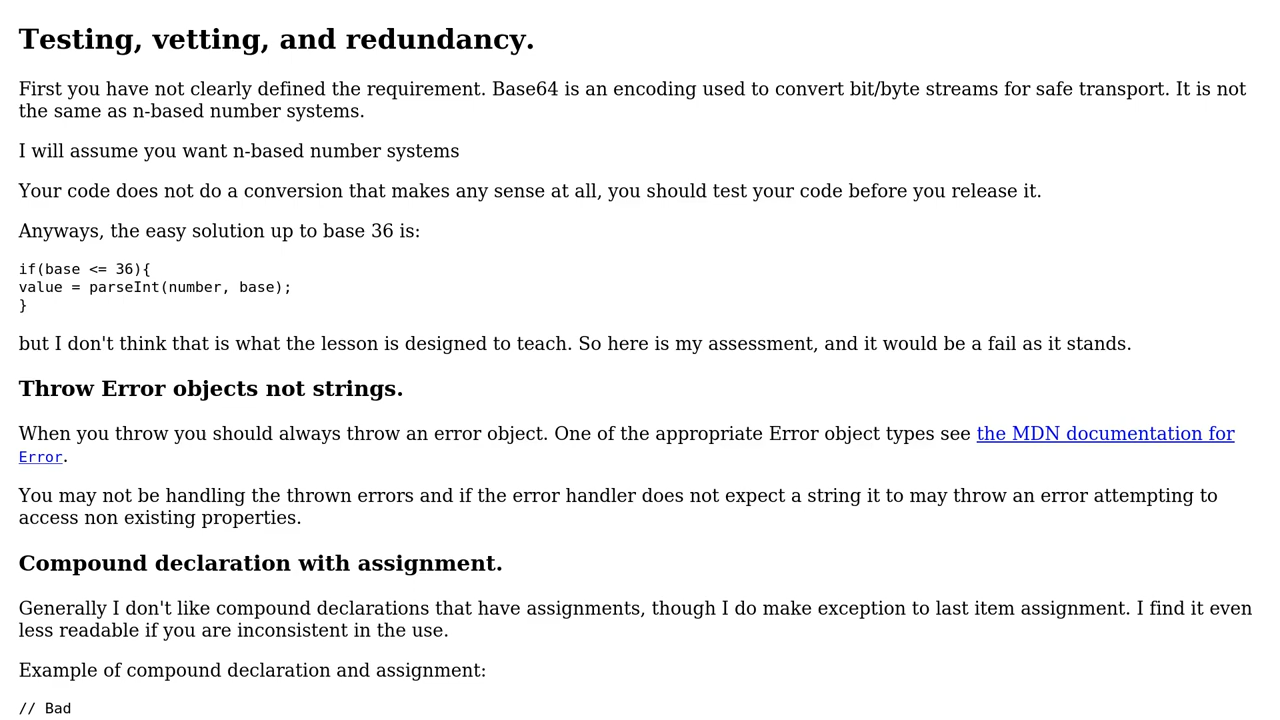 Testing, vetting, and redundancy.
First you have not clearly defined the requirement. Base64 is an encoding used to convert bit/byte streams for safe transport. It is not
the same as n-based number systems.
I will assume you want n-based number systems
Your code does not do a conversion that makes any sense at all, you should test your code before you release it.
Anyways, the easy solution up to base 36 is:
if(base <= 36){
value = parseInt(number, base);
}
but I don't think that is what the lesson is designed to teach. So here is my assessment, and it would be a fail as it stands.
Throw Error objects not strings.
When you throw you should always throw an error object. One of the appropriate Error object types see the MDN documentation for
Error.
You may not be handling the thrown errors and if the error handler does not expect a string it to may throw an error attempting to
access non existing properties.
Compound declaration with assignment.
Generally I don't like compound declarations that have assignments, though I do make exception to last item assignment. I find it even
less readable if you are inconsistent in the use.
Example of compound declaration and assignment:
// Bad